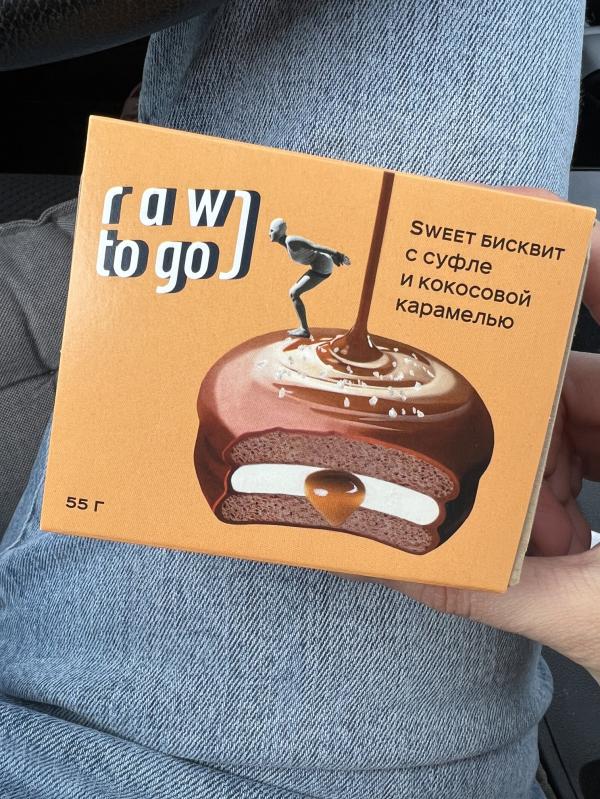 raw
to go
SWEET БИСКВИТ
с суфле
и кокосовой
карамелью
55 г